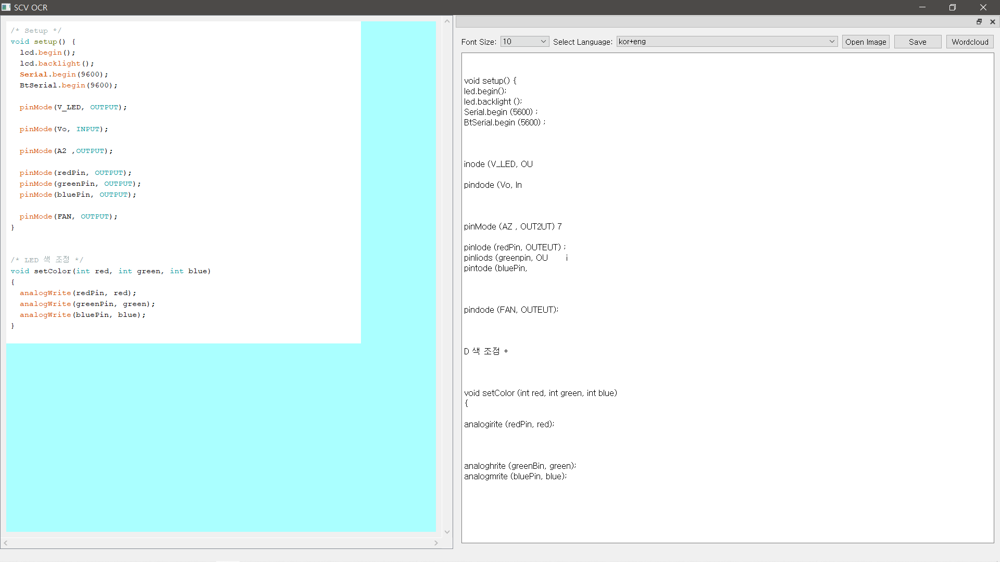 SCV OCR
/* Setup */
void setup() {
lcd.begin();
lcd.backlight();
Serial.begin(9600);
BtSerial.begin(9600);
pinMode(V_LED, OUTPUT);
pinMode(Vo, INPUT);
pinMode(A2 ,OUTPUT);
pinMode(redPin, OUTPUT);
pinMode(greenPin, OUTPUT);
pinMode(bluePin, OUTPUT);
pinMode(FAN, OUTPUT);
}
/* LED 색 조정 */
void setColor(int red, int green, int blue)
{
analogWrite(redPin, red);
analogWrite(greenPin, green);
analogWrite(bluePin, blue);
}
Font Size: 10 Select Language: kor+eng Open Image Save Wordcloud
void setup() {
led.begin();
led.backlight ();
Serial.begin (5600) ;
BtSerial.begin (5600) ;
inode (V_LED, OU
pindode (Vo, In
pinMode (AZ , OUT2UT) 7
pinlode (redPin, OUTEUT) ;
pinliods (greenpin, OU i
pintode (bluePin,
pindode (FAN, OUTEUT);
D 색 조정 +
void setColor (int red, int green, int blue)
{
analogirite (redPin, red);
analoghrite (greenBin, green);
analogmrite (bluePin, blue);